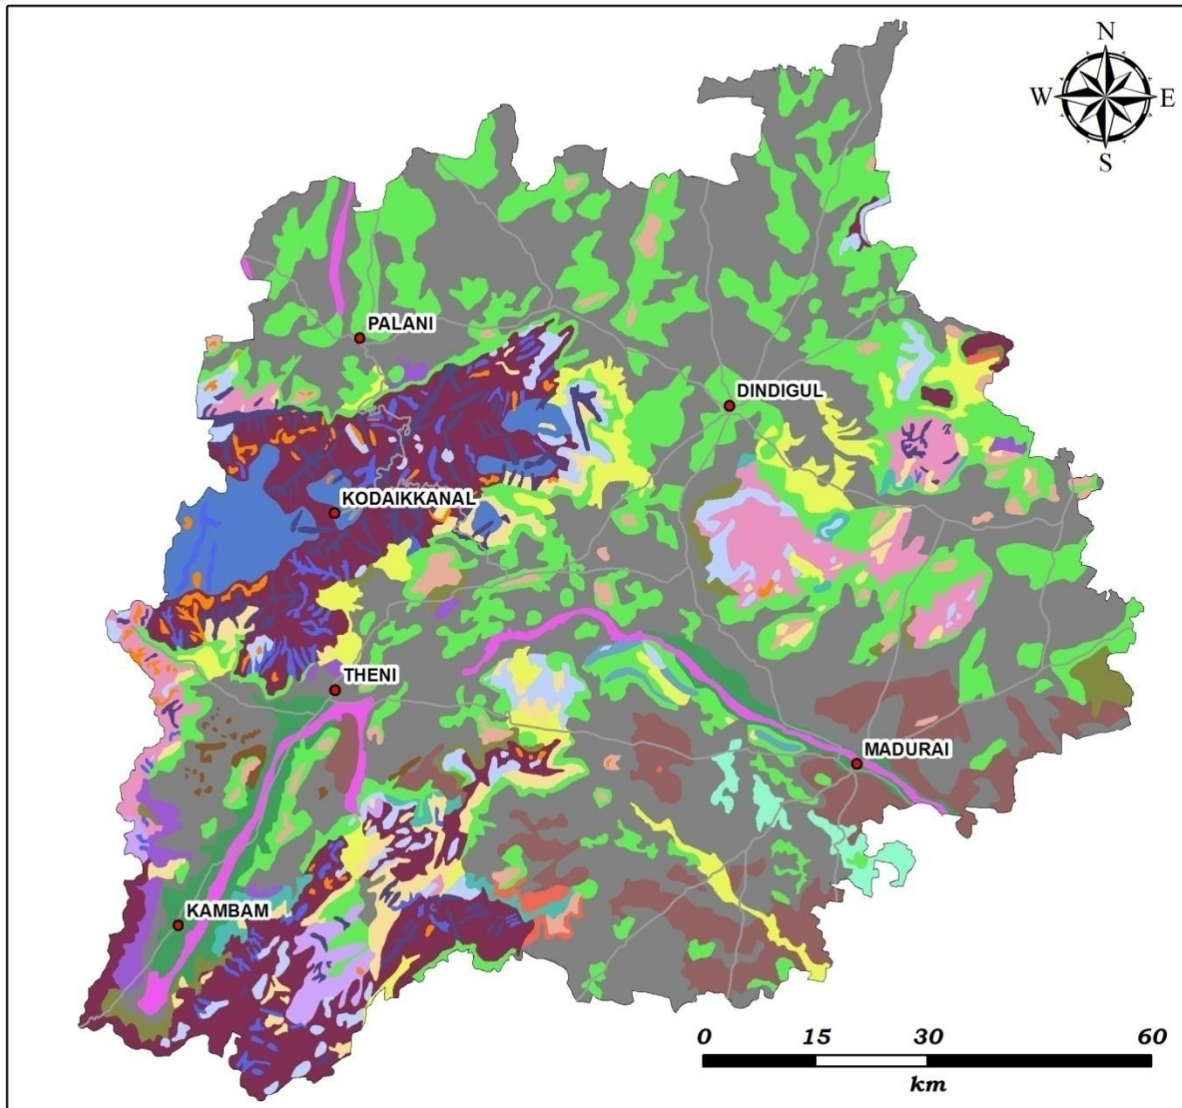 N
W E
S
PALANI
DINDIGUL
KODAIKKANAL
THENI
MADURAI
KAMBAM
0 15 30 60
km